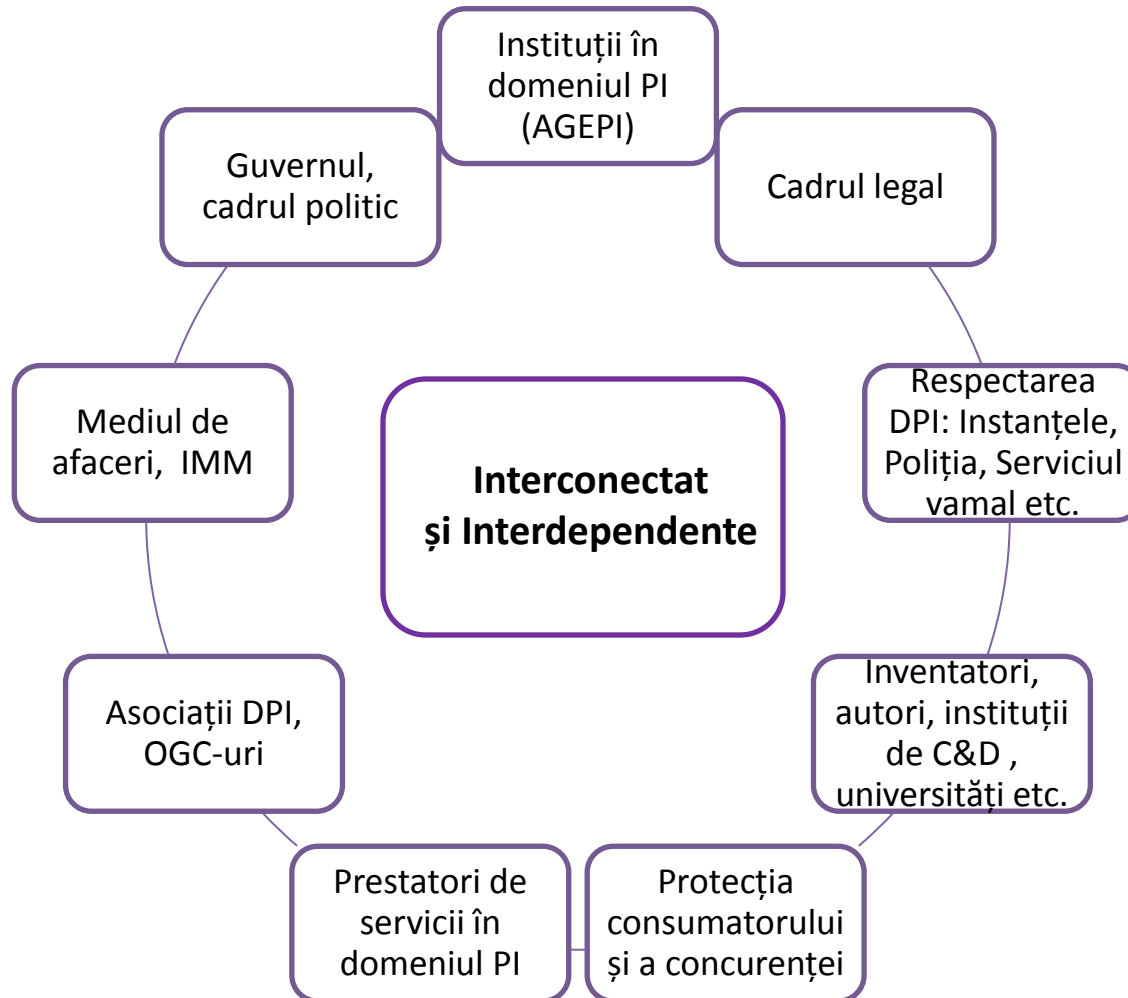 Instituții în
domeniul PI
(AGEPI)
Guvernul,
cadrul politic
Cadrul legal
Mediul de
afaceri, IMM
Interconectat
și Interdependente
Respectarea
DPI: Instanțele,
Poliția, Serviciul
vamal etc.
Asociații DPI,
OGC-uri
Inventatori,
autori, instituții
de C&D ,
universități etc.
Prestatori de
servicii în
domeniul PI
Protecția
consumatorului
și a concurenței